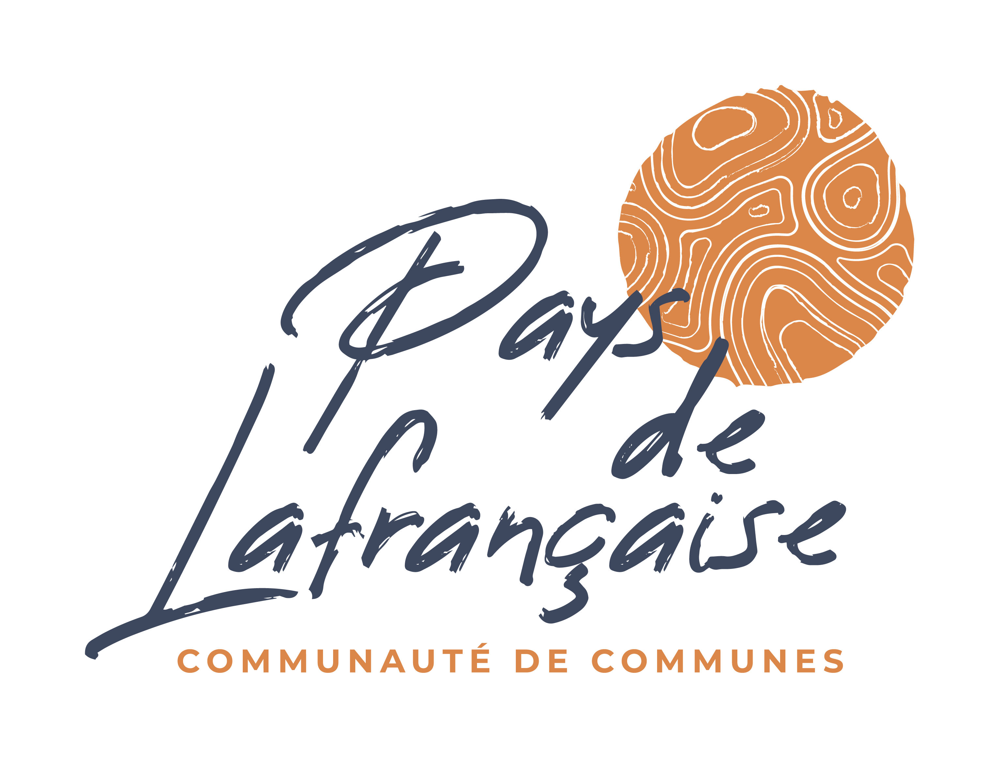 Pays
de
Lafrançaise
COMMUNAUTÉ DE COMMUNES